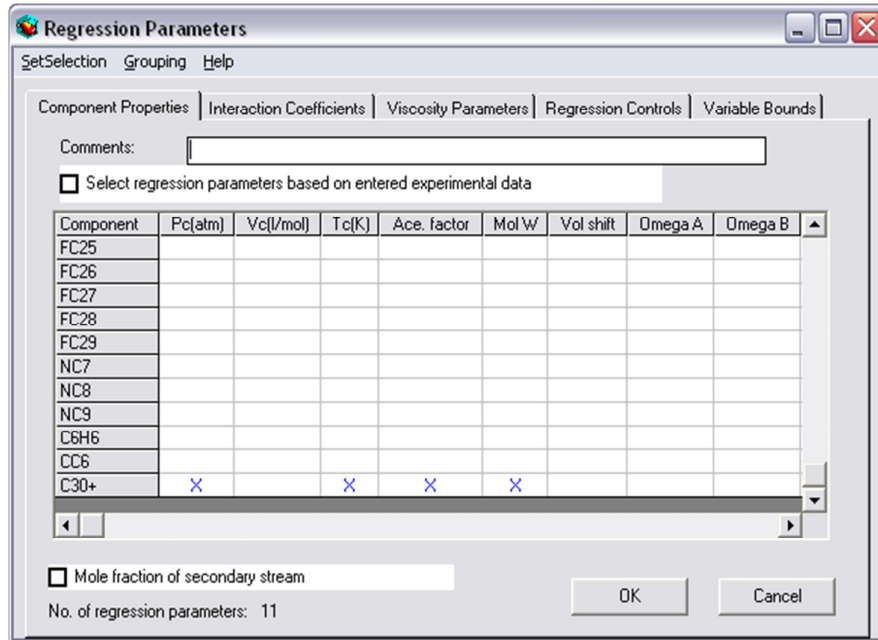 Regression Parameters
SetSelection Grouping Help
Component Properties Interaction Coefficients Viscosity Parameters Regression Controls Variable Bounds
Comments:
Select regression parameters based on entered experimental data
Component Pc(atm) Vc(l/mol) Tc(K) Ace. factor Mol W Vol shift Omega A Omega B
FC25
FC26
FC27
FC28
FC29
NC7
NC8
NC9
C6H6
CC6
C30+ X X X X
Mole fraction of secondary stream
OK Cancel
No. of regression parameters: 11